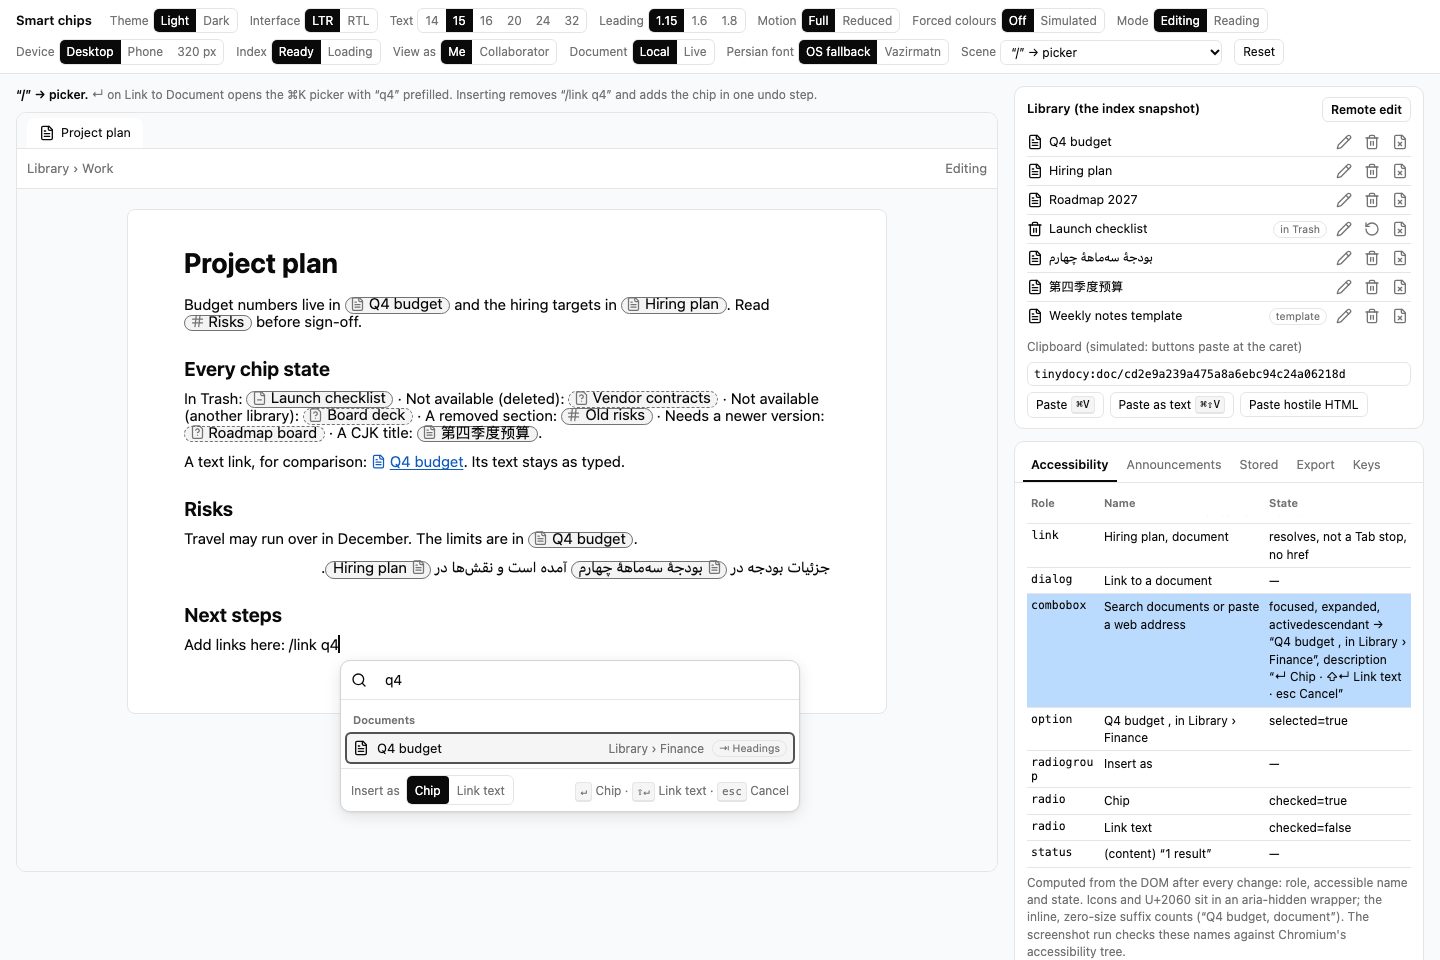 Smart chips Theme Light Dark Interface LTR RTL Text 14 15 16 20 24 32 Leading 1.15 1.6 1.8 Motion Full Reduced Forced colours Off Simulated Mode Editing Reading
Device Desktop Phone 320 px Index Ready Loading View as Me Collaborator Document Local Live Persian font OS fallback Vazirmatn Scene “/” → picker Reset
“/” → picker. ↵ on Link to Document opens the ⌘K picker with “q4” prefilled. Inserting removes “/link q4” and adds the chip in one undo step.
Project plan
Library › Work Editing
Project plan
Budget numbers live in Q4 budget and the hiring targets in Hiring plan. Read
# Risks before sign-off.
Every chip state
In Trash: Launch checklist · Not available (deleted): Vendor contracts · Not available
(another library): Board deck · A removed section: # Old risks · Needs a newer version:
Roadmap board · A CJK title: 第四季度预算.
A text link, for comparison: Q4 budget. Its text stays as typed.
Risks
Travel may run over in December. The limits are in Q4 budget.
جزئیات بودجه در بودجهٔ سه‌ماههٔ چهارم آمده است و نقش‌ها در Hiring plan.
Next steps
Add links here: /link q4
q4
Documents
Q4 budget Library › Finance ⇥ Headings
Insert as Chip Link text ↵ Chip · ⇧↵ Link text · esc Cancel
Library (the index snapshot) Remote edit
Q4 budget
Hiring plan
Roadmap 2027
Launch checklist in Trash
بودجهٔ سه‌ماههٔ چهارم
第四季度预算
Weekly notes template template
Clipboard (simulated: buttons paste at the caret)
tinydocy:doc/cd2e9a239a475a8a6ebc94c24a06218d
Paste ⌘V Paste as text ⌘⇧V Paste hostile HTML
Accessibility Announcements Stored Export Keys
Role Name State
link Hiring plan, document resolves, not a Tab stop,
no href
dialog Link to a document —
combobox Search documents or paste focused, expanded,
a web address activedescendant →
“Q4 budget , in Library ›
Finance”, description
“↵ Chip · ⇧↵ Link text
· esc Cancel”
option Q4 budget , in Library › selected=true
Finance
radiogrou Insert as —
p
radio Chip checked=true
radio Link text checked=false
status (content) “1 result” —
Computed from the DOM after every change: role, accessible name
and state. Icons and U+2060 sit in an aria-hidden wrapper; the
inline, zero-size suffix counts (“Q4 budget, document”). The
screenshot run checks these names against Chromium's
accessibility tree.